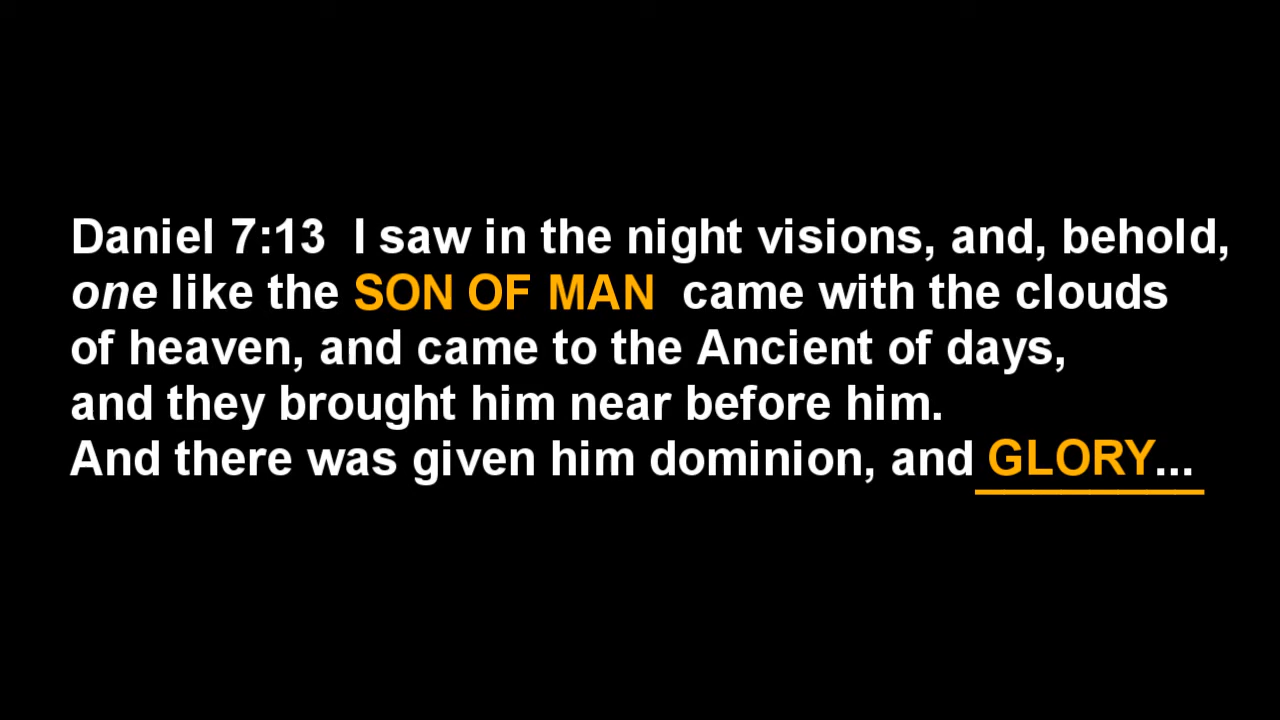 Daniel 7:13  I saw in the night visions, and, behold,
one like the SON OF MAN  came with the clouds
of heaven, and came to the Ancient of days,
and they brought him near before him.
And there was given him dominion, and GLORY...